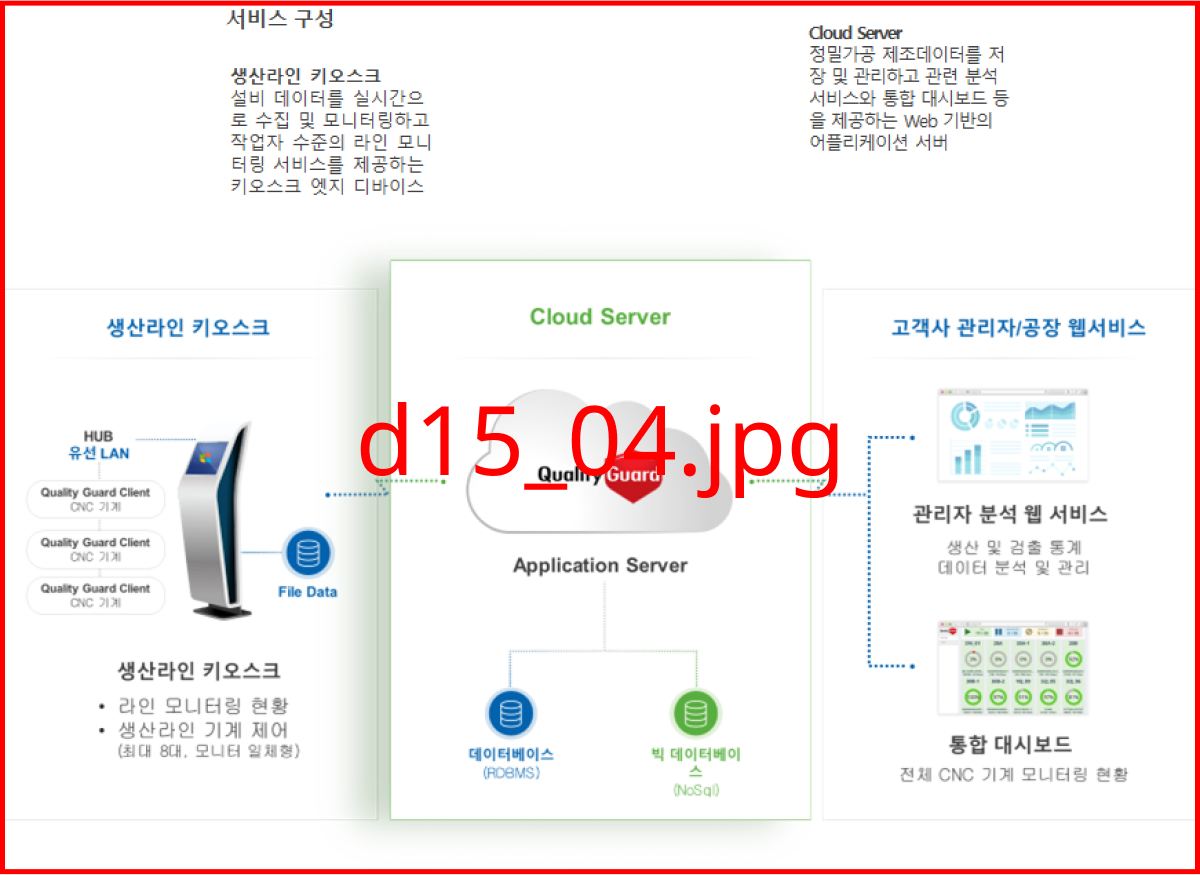 서비스 구성
생산라인 키오스크
설비 데이터를 실시간으
로 수집 및 모니터링하고
작업자 수준의 라인 모니
터링 서비스를 제공하는
키오스크 엣지 디바이스
Cloud Server
정밀가공 제조데이터를 저
장 및 관리하고 관련 분석
서비스와 통합 대시보드 등
을 제공하는 Web 기반의
어플리케이션 서버
생산라인 키오스크
HUB
유선 LAN
Quality Guard Client
CNC 기계
Quality Guard Client
CNC 기계
Quality Guard Client
CNC 기계
File Data
생산라인 키오스크
• 라인 모니터링 현황
• 생산라인 기계 제어
(최대 8대, 모니터 일체형)
Cloud Server
d15_04.jpg
Quality Guard
Application Server
데이터베이스
(RDBMS)
빅 데이터베이
스
(NoSql)
고객사 관리자/공장 웹서비스
관리자 분석 웹 서비스
생산 및 검출 통계
데이터 분석 및 관리
통합 대시보드
전체 CNC 기계 모니터링 현황